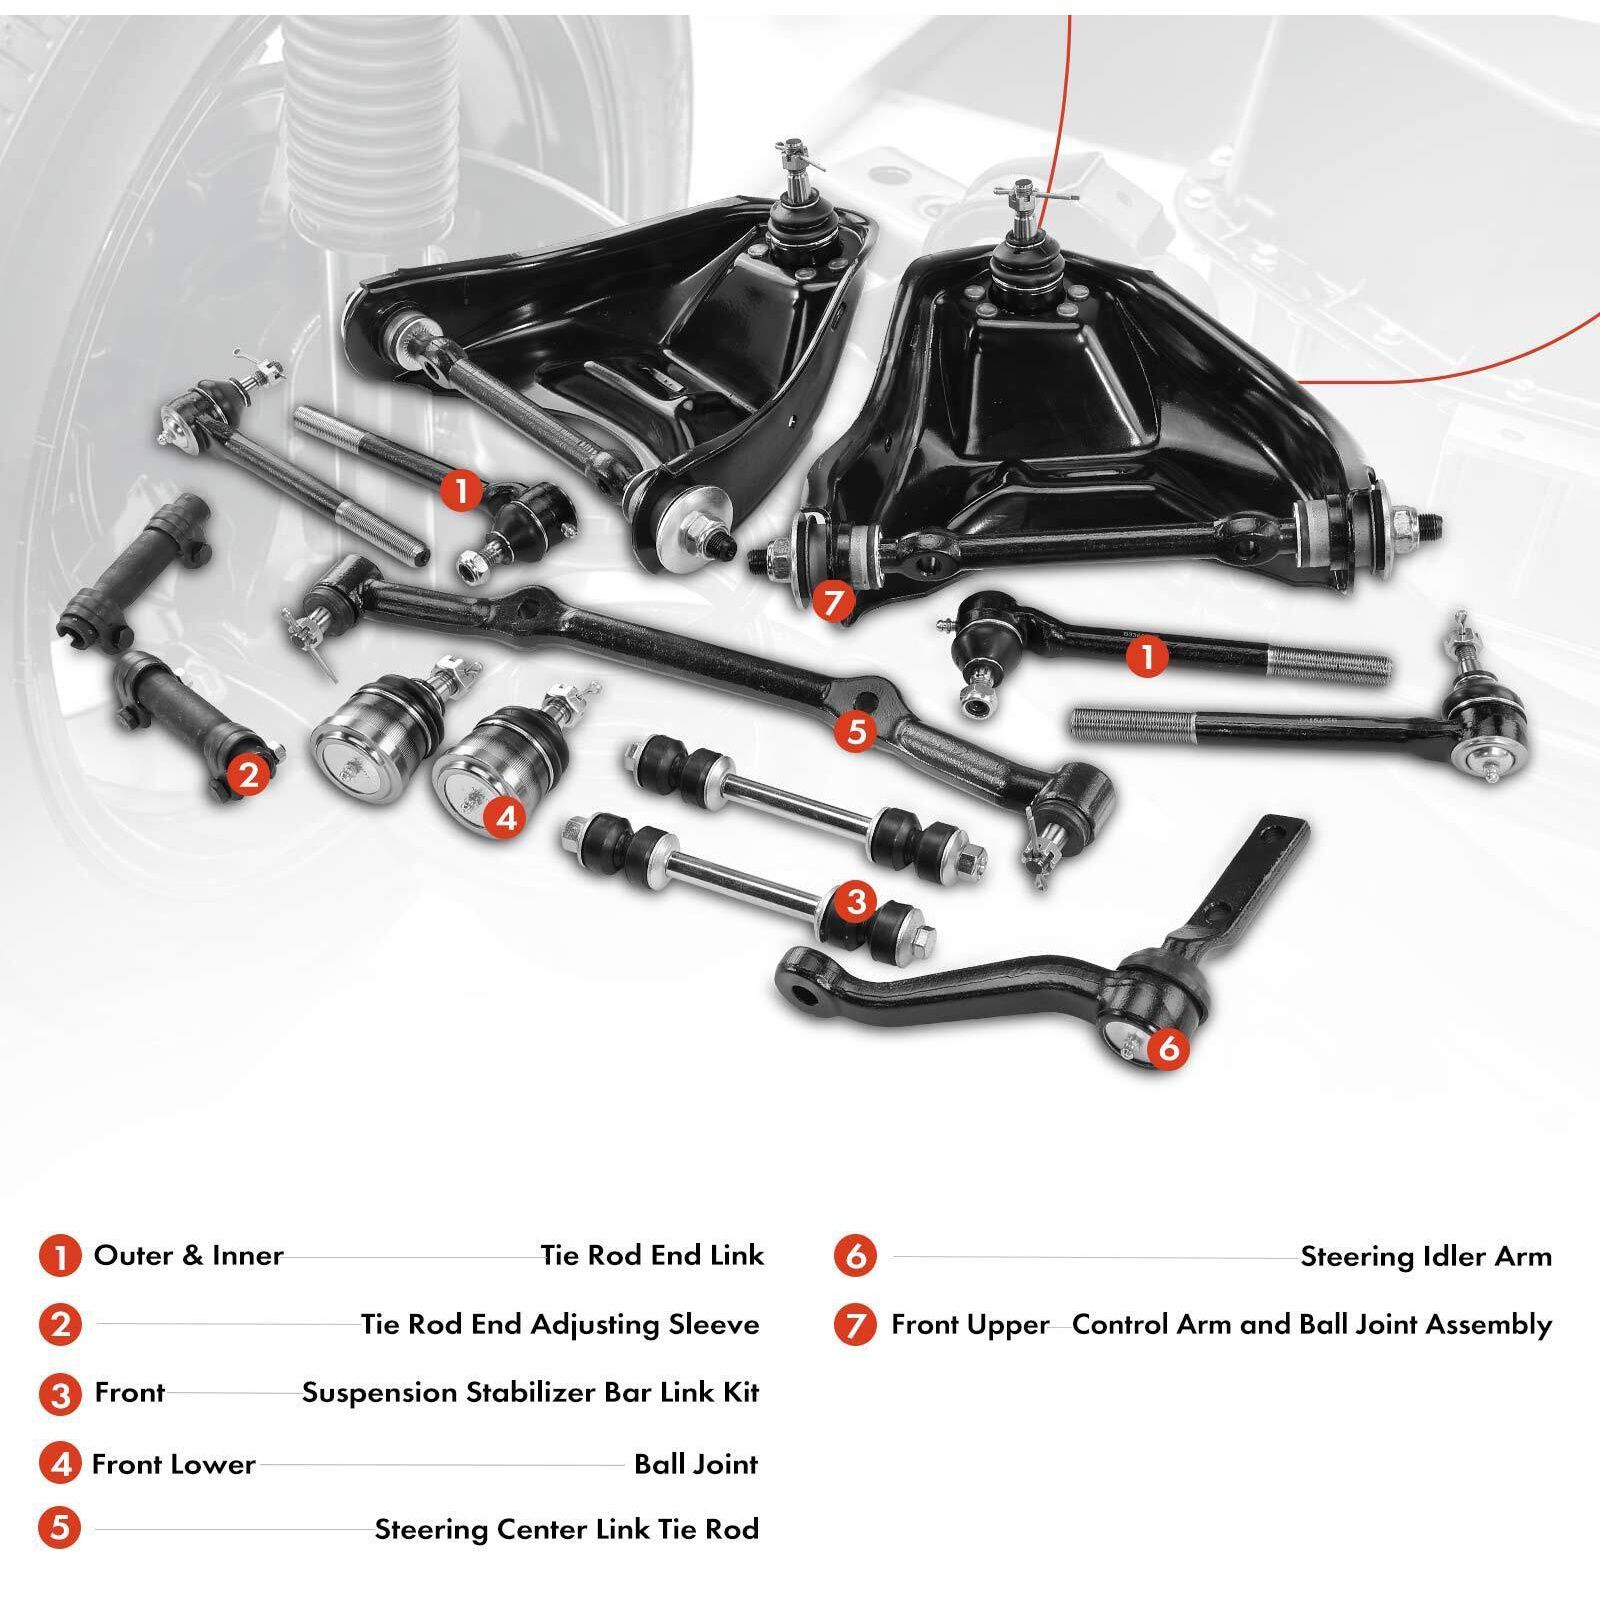 1
1
7
5
2
4
3
6
1 Outer & Inner Tie Rod End Link
2 Tie Rod End Adjusting Sleeve
3 Front Suspension Stabilizer Bar Link Kit
4 Front Lower Ball Joint
5 Steering Center Link Tie Rod
6 Steering Idler Arm
7 Front Upper Control Arm and Ball Joint Assembly